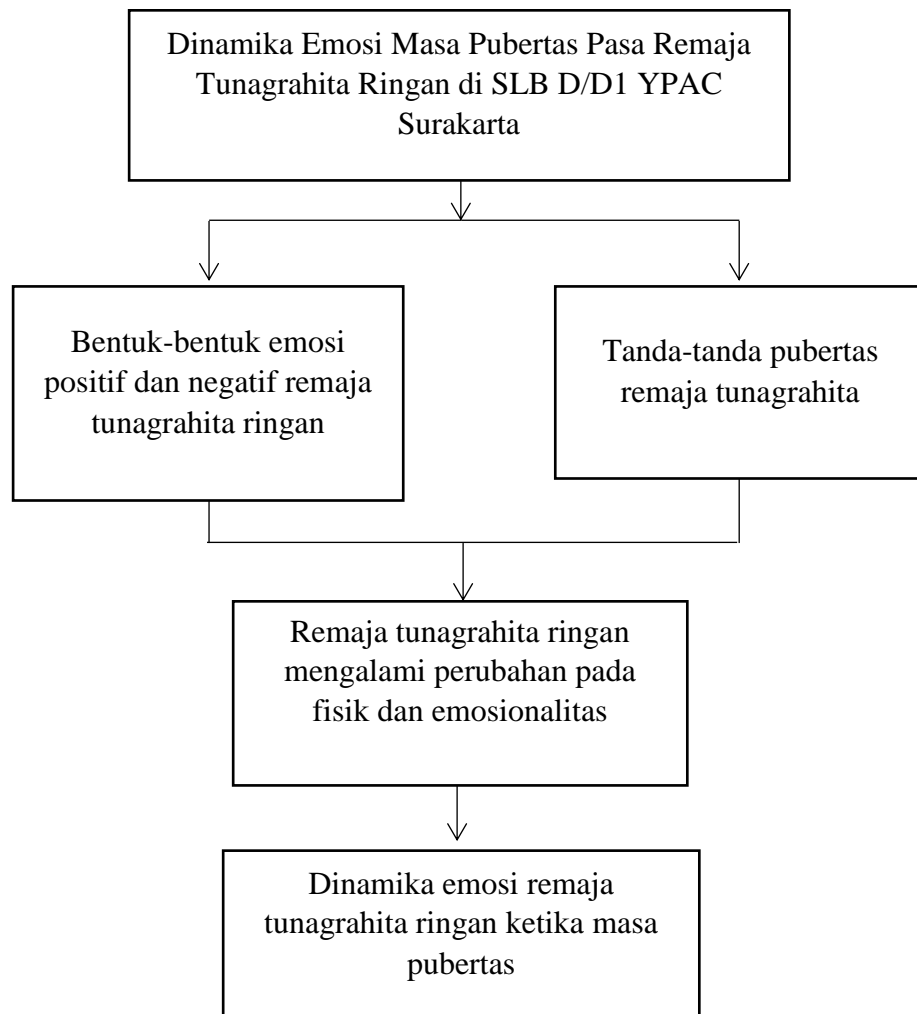 Dinamika Emosi Masa Pubertas Pasa Remaja
Tunagrahita Ringan di SLB D/D1 YPAC
Surakarta
Bentuk-bentuk emosi
positif dan negatif remaja
tunagrahita ringan
Tanda-tanda pubertas
remaja tunagrahita
Remaja tunagrahita ringan
mengalami perubahan pada
fisik dan emosionalitas
Dinamika emosi remaja
tunagrahita ringan ketika masa
pubertas